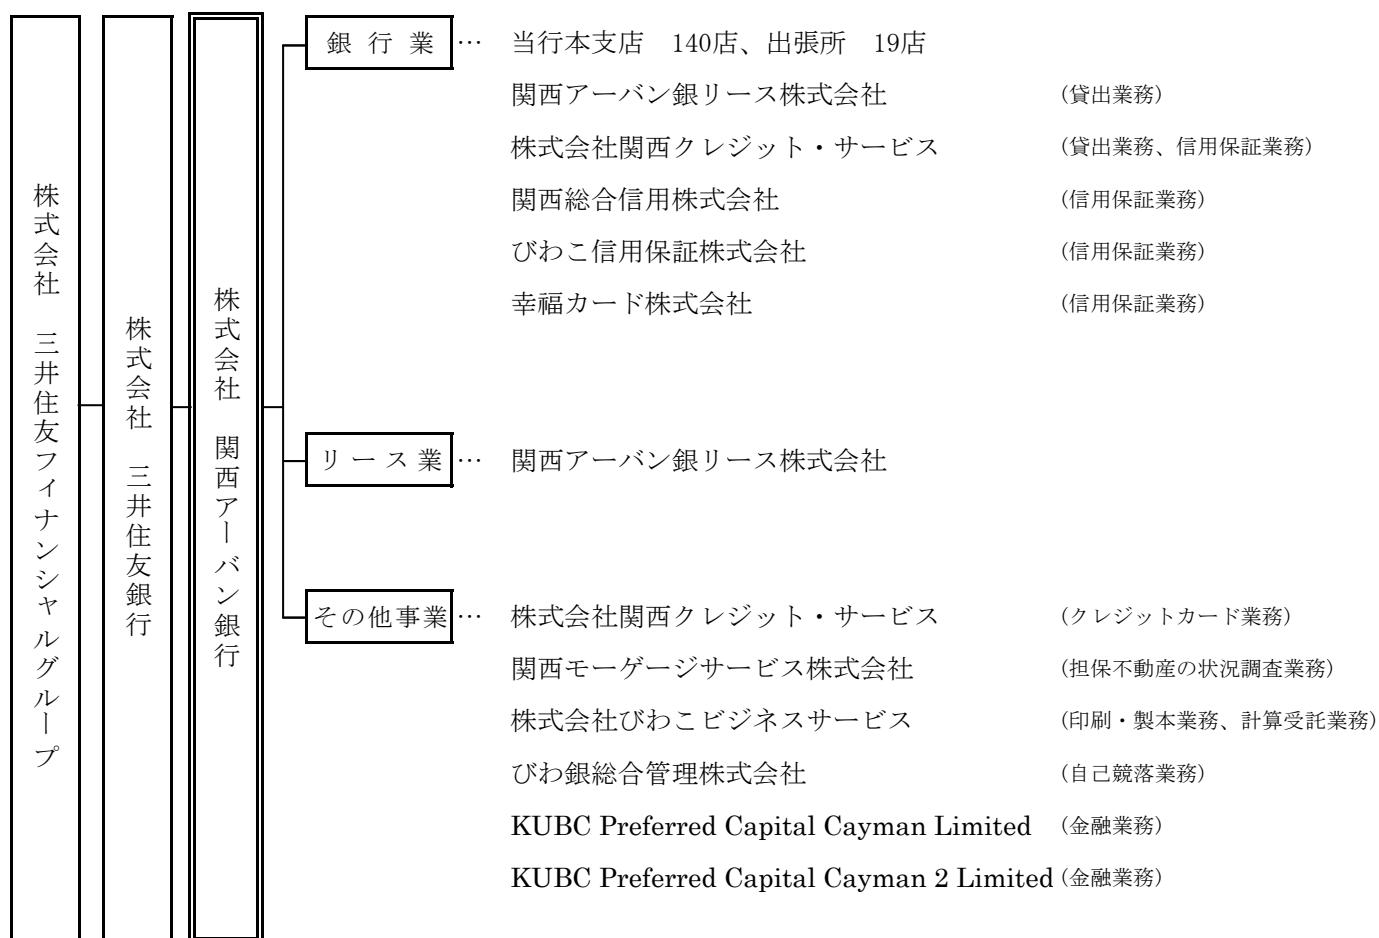 株式会社　三井住友フィナンシャルグループ
株式会社　三井住友銀行
株式会社　関西アーバン銀行
銀行業 … 当行本支店　140店、出張所　19店
関西アーバン銀リース株式会社 (貸出業務)
株式会社関西クレジット・サービス (貸出業務、信用保証業務)
関西総合信用株式会社 (信用保証業務)
びわこ信用保証株式会社 (信用保証業務)
幸福カード株式会社 (信用保証業務)
リース業 … 関西アーバン銀リース株式会社
その他事業 … 株式会社関西クレジット・サービス (クレジットカード業務)
関西モーゲージサービス株式会社 (担保不動産の状況調査業務)
株式会社びわこビジネスサービス (印刷・製本業務、計算受託業務)
びわ銀総合管理株式会社 (自己競落業務)
KUBC Preferred Capital Cayman Limited (金融業務)
KUBC Preferred Capital Cayman 2 Limited (金融業務)